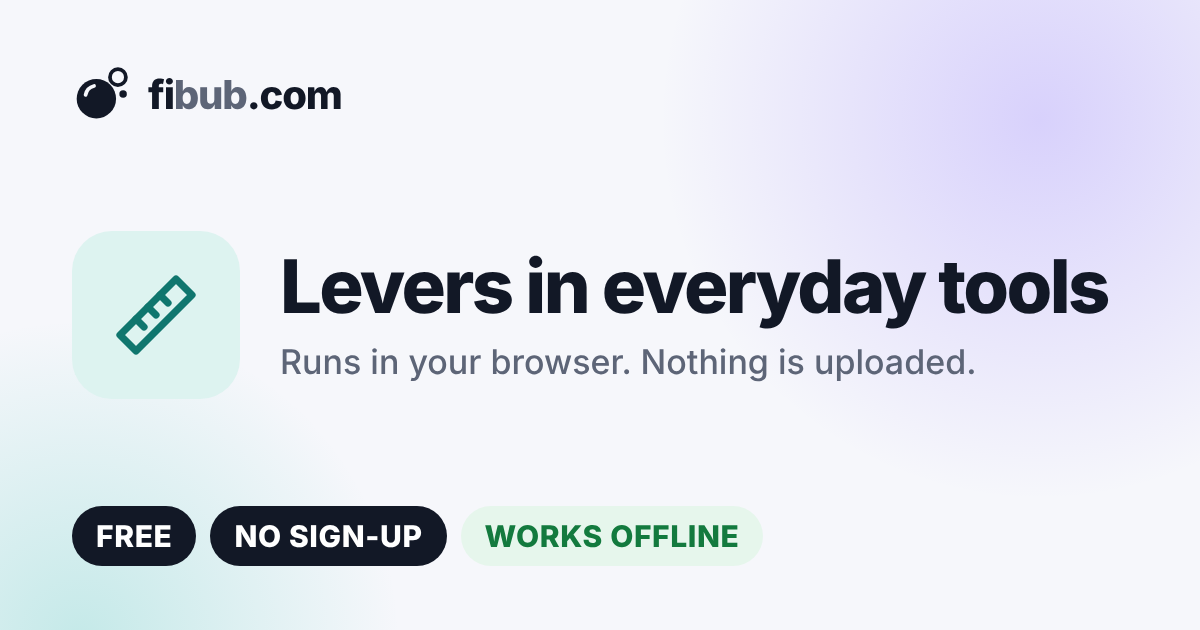 fibub.com
Levers in everyday tools
Runs in your browser. Nothing is uploaded.
FREE
NO SIGN-UP
WORKS OFFLINE